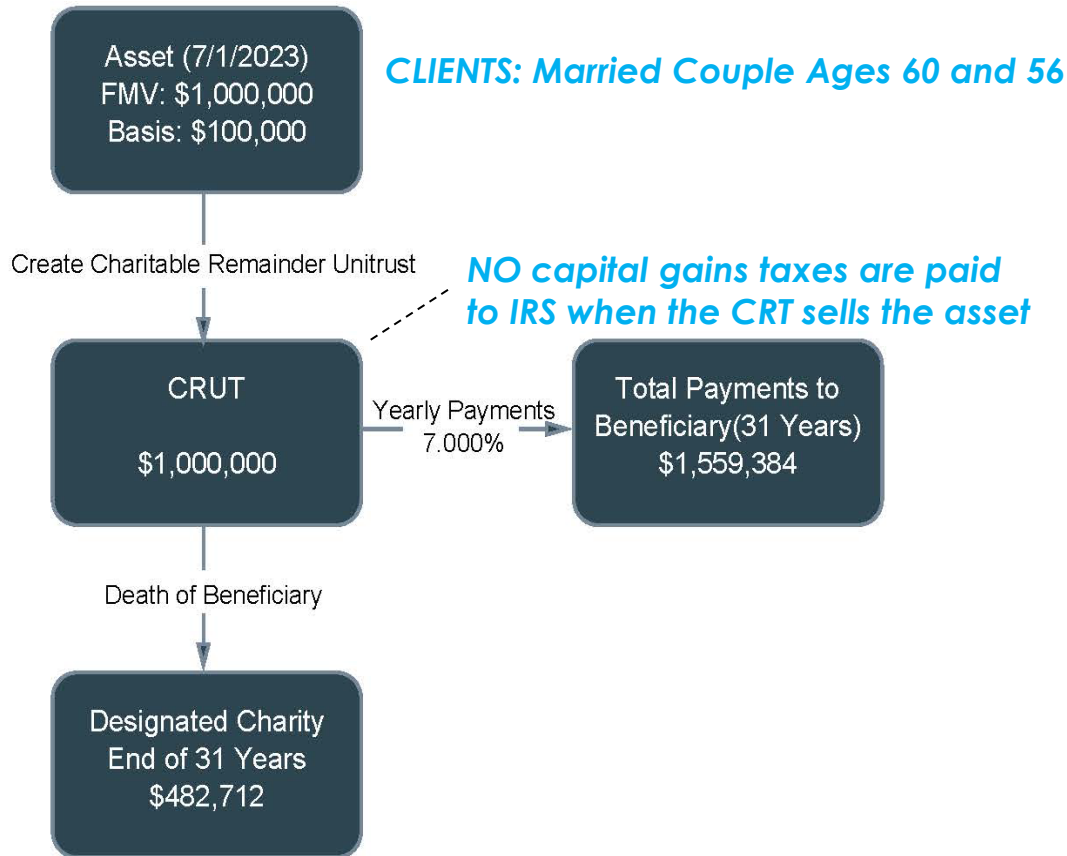 Asset (7/1/2023)
FMV: $1,000,000
Basis: $100,000
CLIENTS: Married Couple Ages 60 and 56
Create Charitable Remainder Unitrust
NO capital gains taxes are paid
to IRS when the CRT sells the asset
CRUT
$1,000,000
Yearly Payments
7.000%
Total Payments to
Beneficiary(31 Years)
$1,559,384
Death of Beneficiary
Designated Charity
End of 31 Years
$482,712